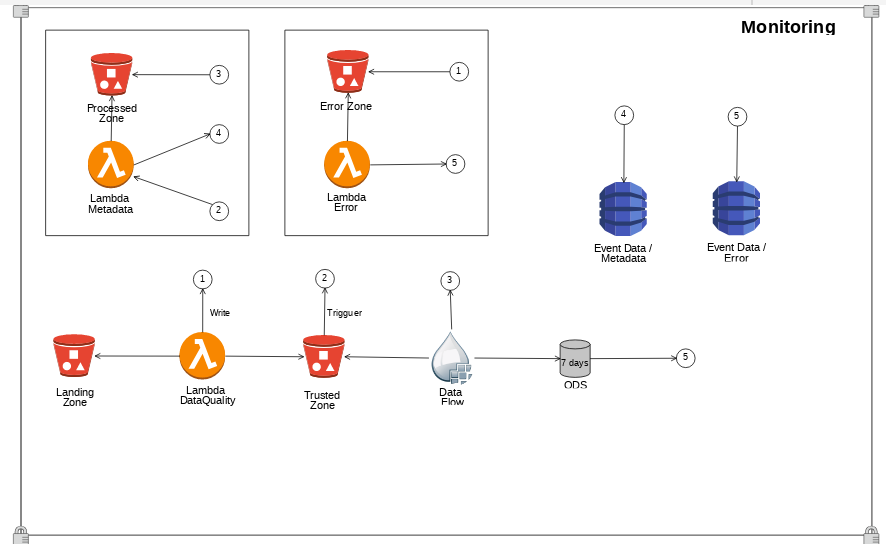 Monitoring
3
Processed
Zone
4
Lambda
Metadata
2
1
Error Zone
5
Lambda
Error
4
5
Event Data /
Metadata
Event Data /
Error
1
Write
2
Trigguer
3
Landing
Zone
Lambda
DataQuality
Trusted
Zone
Data
Flow
7 days
ODS
5